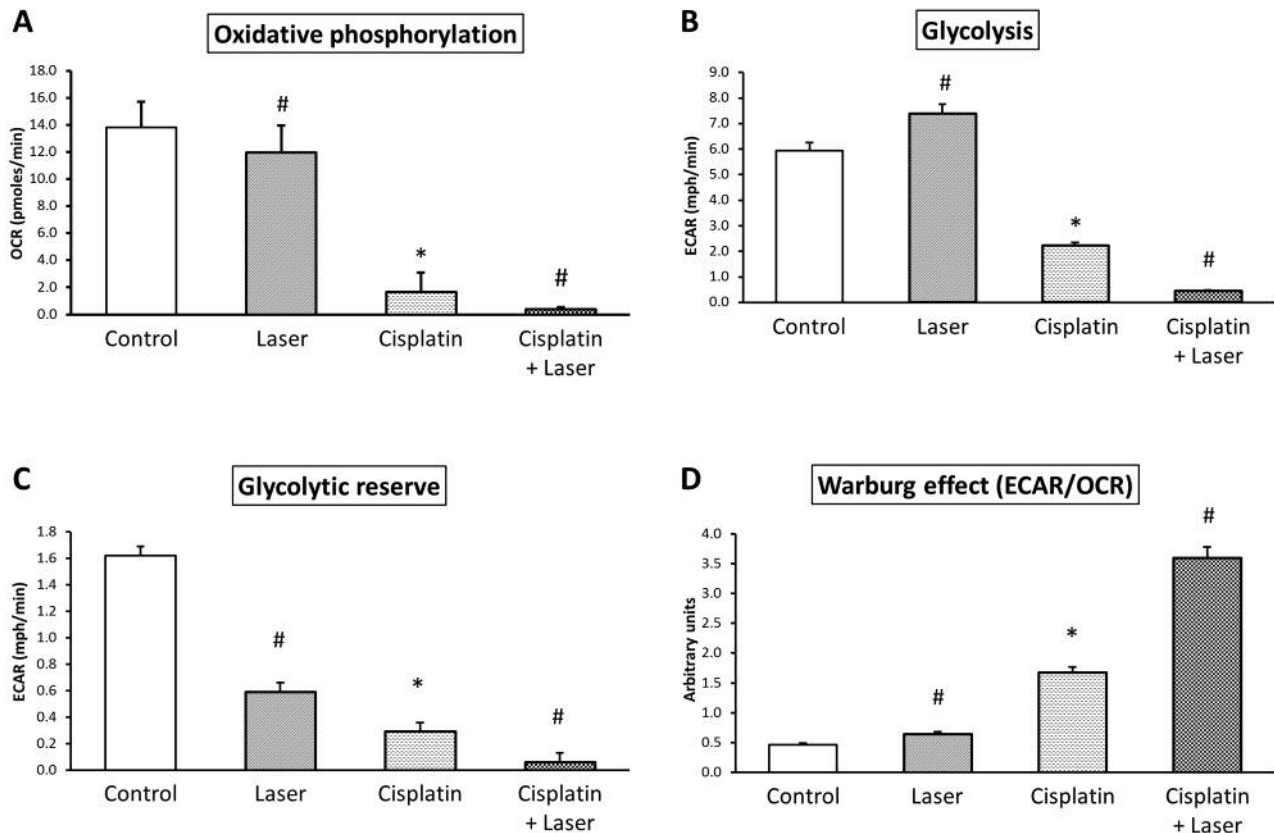 A
Oxidative phosphorylation
18.0
16.0
14.0
12.0
10.0
8.0
6.0
4.0
2.0
0.0
OCR (pmoles/min)
#
*
#
Control Laser Cisplatin Cisplatin
+ Laser
B
Glycolysis
9.0
8.0
7.0
6.0
5.0
4.0
3.0
2.0
1.0
0.0
ECAR (mph/min)
#
*
#
Control Laser Cisplatin Cisplatin
+ Laser
C
Glycolytic reserve
1.8
1.6
1.4
1.2
1.0
0.8
0.6
0.4
0.2
0.0
ECAR (mph/min)
#
*
#
Control Laser Cisplatin Cisplatin
+ Laser
D
Warburg effect (ECAR/OCR)
4.0
3.5
3.0
2.5
2.0
1.5
1.0
0.5
0.0
Arbitrary units
#
*
#
Control Laser Cisplatin Cisplatin
+ Laser